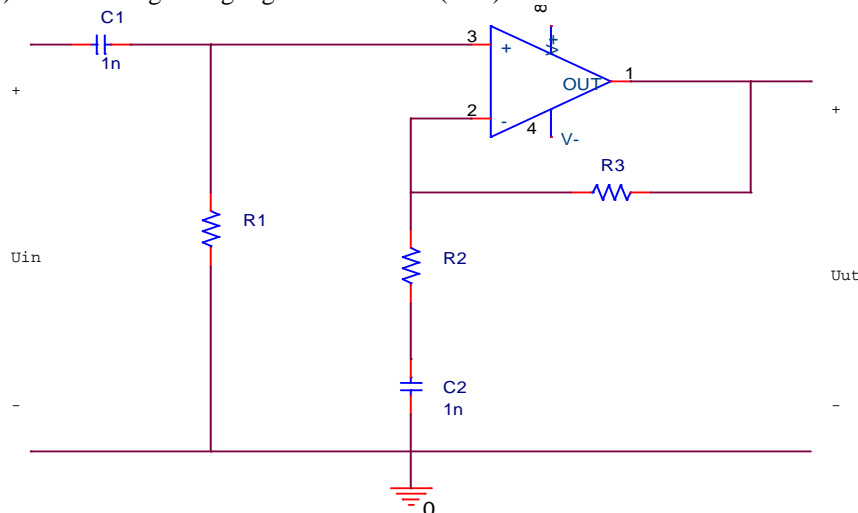 C1
1n
8
3
+
V+
OUT
1
2
-
4
V-
R3
+
+
R1
R2
Uin
Uut
C2
1n
-
-
0